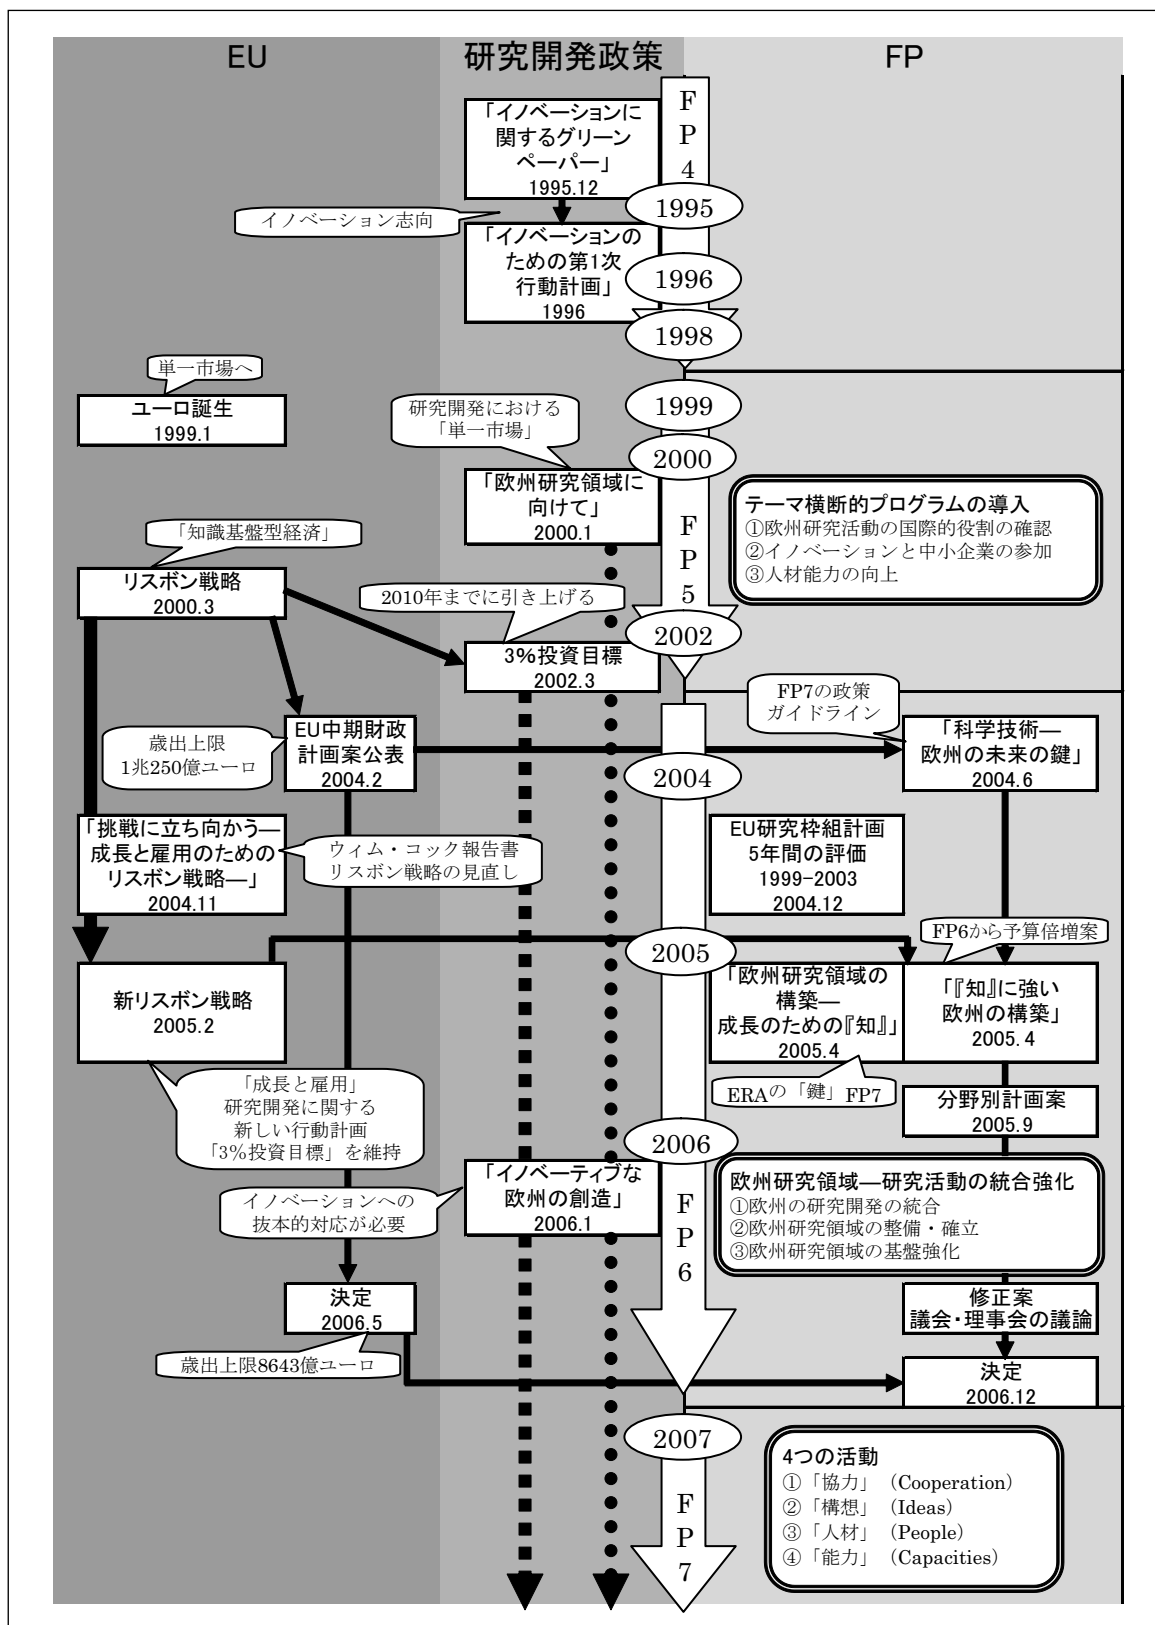 EU
研究開発政策
FP
「イノベーションに
関するグリーン
ペーパー」
1995.12
F
P
4
1995
イノベーション志向
「イノベーションの
ための第1次
行動計画」
1996
1996
1998
単一市場へ
ユーロ誕生
1999.1
1999
研究開発における
「単一市場」
2000
「欧州研究領域に
向けて」
2000.1
F
P
5
テーマ横断的プログラムの導入
①欧州研究活動の国際的役割の確認
②イノベーションと中小企業の参加
③人材能力の向上
「知識基盤型経済」
リスボン戦略
2000.3
2010年までに引き上げる
2002
3%投資目標
2002.3
FP7の政策
ガイドライン
歳出上限
1兆250億ユーロ
EU中期財政
計画案公表
2004.2
「科学技術―
欧州の未来の鍵」
2004.6
2004
「挑戦に立ち向かう―
成長と雇用のための
リスボン戦略―」
2004.11
ウィム・コック報告書
リスボン戦略の見直し
EU研究枠組計画
5年間の評価
1999-2003
2004.12
FP6から予算倍増案
2005
新リスボン戦略
2005.2
「欧州研究領域の
構築―
成長のための『知』」
2005.4
「『知』に強い
欧州の構築」
2005.4
ERAの「鍵」FP7
「成長と雇用」
研究開発に関する
新しい行動計画
「3%投資目標」を維持
分野別計画案
2005.9
2006
イノベーションへの
抜本的対応が必要
「イノベーティブな
欧州の創造」
2006.1
F
P
6
欧州研究領域―研究活動の統合強化
①欧州の研究開発の統合
②欧州研究領域の整備・確立
③欧州研究領域の基盤強化
決定
2006.5
歳出上限8643億ユーロ
修正案
議会・理事会の議論
決定
2006.12
2007
F
P
7
4つの活動
①「協力」（Cooperation）
②「構想」（Ideas）
③「人材」（People）
④「能力」（Capacities）